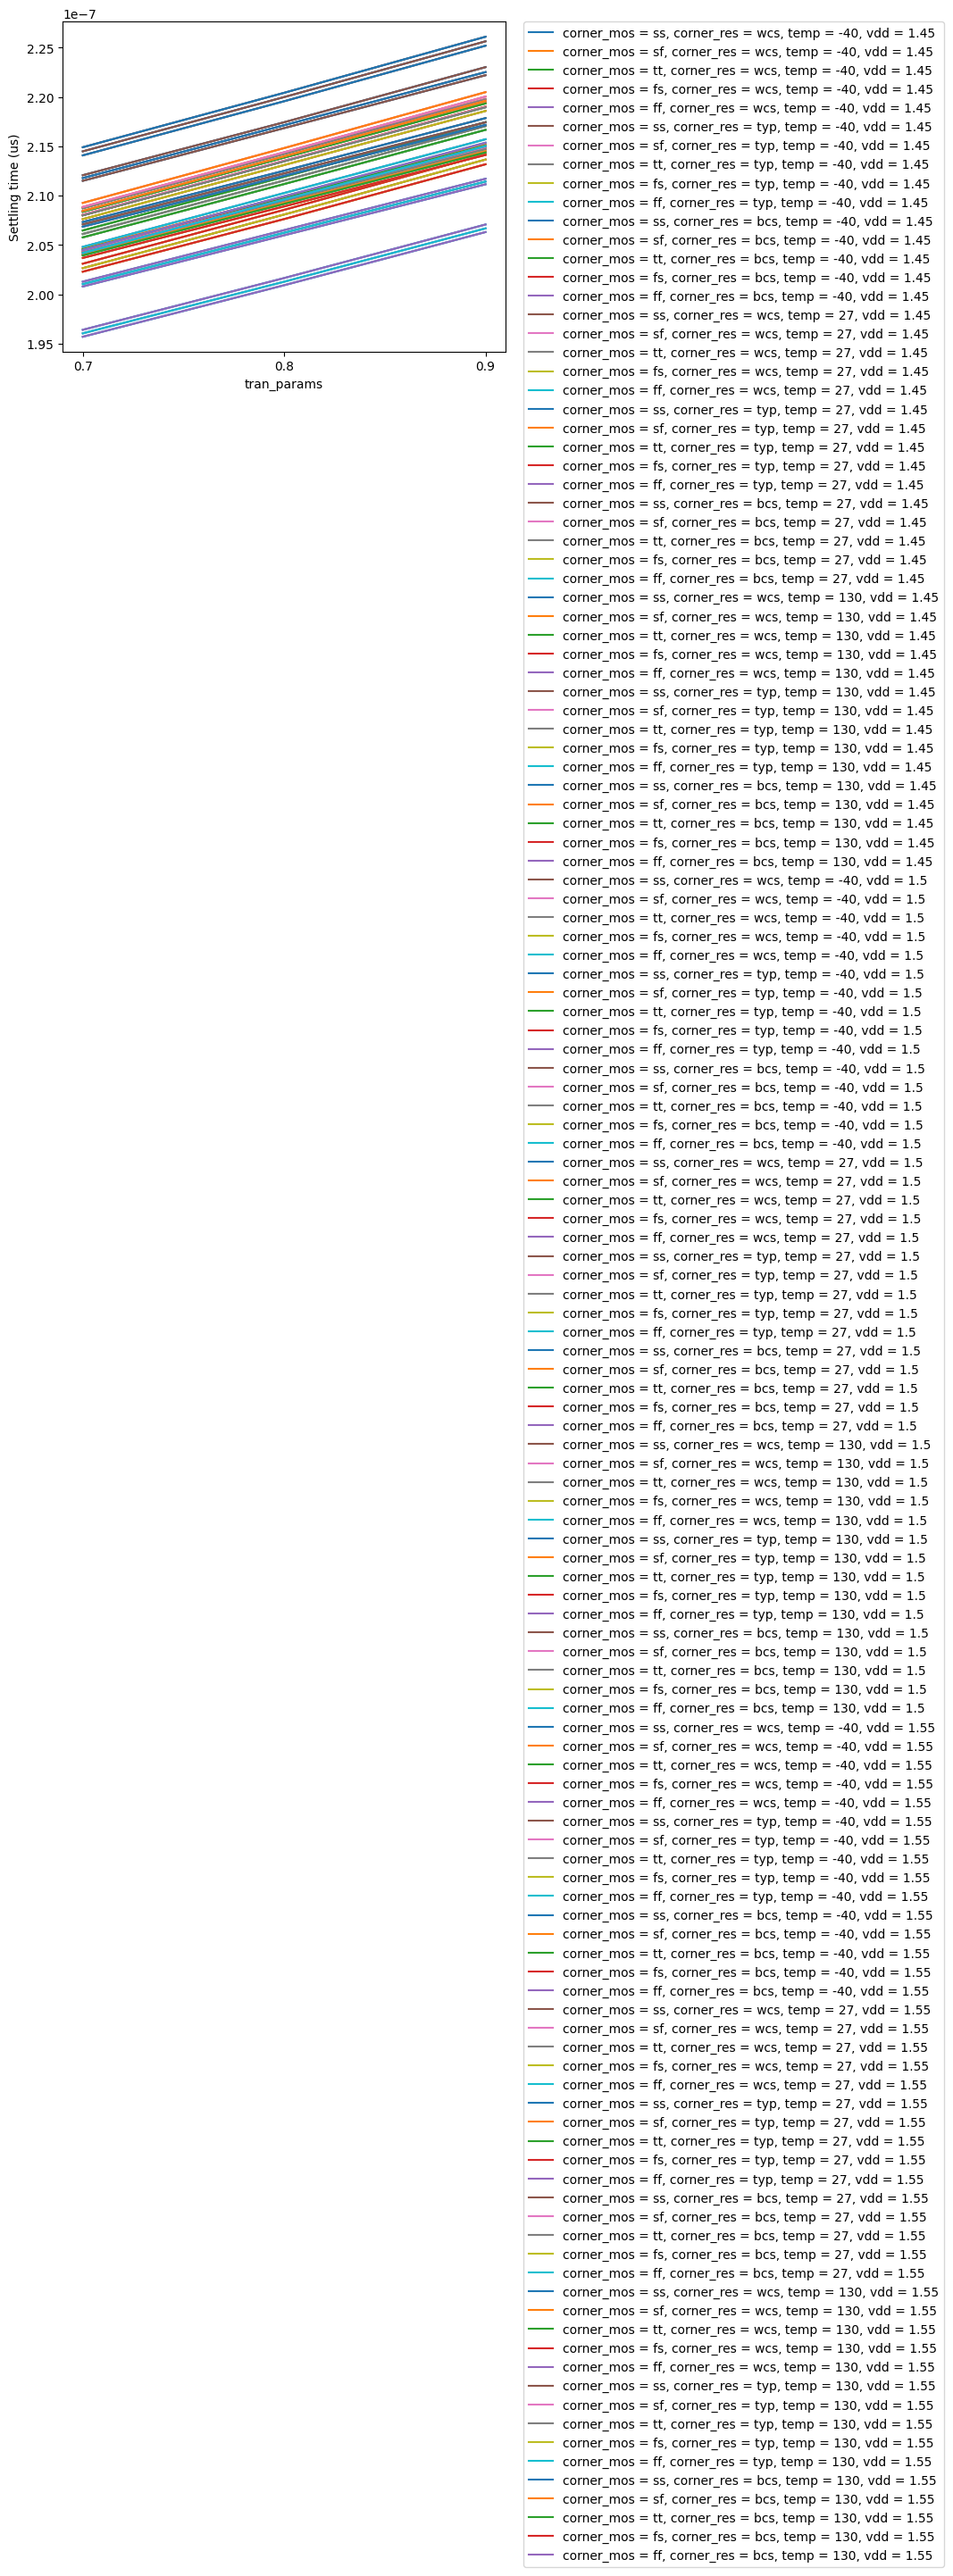 1e−7
2.25
2.20
2.15
2.10
2.05
2.00
1.95
Settling time (us)
0.7
0.8
0.9
tran_params
corner_mos = ss, corner_res = wcs, temp = -40, vdd = 1.45
corner_mos = sf, corner_res = wcs, temp = -40, vdd = 1.45
corner_mos = tt, corner_res = wcs, temp = -40, vdd = 1.45
corner_mos = fs, corner_res = wcs, temp = -40, vdd = 1.45
corner_mos = ff, corner_res = wcs, temp = -40, vdd = 1.45
corner_mos = ss, corner_res = typ, temp = -40, vdd = 1.45
corner_mos = sf, corner_res = typ, temp = -40, vdd = 1.45
corner_mos = tt, corner_res = typ, temp = -40, vdd = 1.45
corner_mos = fs, corner_res = typ, temp = -40, vdd = 1.45
corner_mos = ff, corner_res = typ, temp = -40, vdd = 1.45
corner_mos = ss, corner_res = bcs, temp = -40, vdd = 1.45
corner_mos = sf, corner_res = bcs, temp = -40, vdd = 1.45
corner_mos = tt, corner_res = bcs, temp = -40, vdd = 1.45
corner_mos = fs, corner_res = bcs, temp = -40, vdd = 1.45
corner_mos = ff, corner_res = bcs, temp = -40, vdd = 1.45
corner_mos = ss, corner_res = wcs, temp = 27, vdd = 1.45
corner_mos = sf, corner_res = wcs, temp = 27, vdd = 1.45
corner_mos = tt, corner_res = wcs, temp = 27, vdd = 1.45
corner_mos = fs, corner_res = wcs, temp = 27, vdd = 1.45
corner_mos = ff, corner_res = wcs, temp = 27, vdd = 1.45
corner_mos = ss, corner_res = typ, temp = 27, vdd = 1.45
corner_mos = sf, corner_res = typ, temp = 27, vdd = 1.45
corner_mos = tt, corner_res = typ, temp = 27, vdd = 1.45
corner_mos = fs, corner_res = typ, temp = 27, vdd = 1.45
corner_mos = ff, corner_res = typ, temp = 27, vdd = 1.45
corner_mos = ss, corner_res = bcs, temp = 27, vdd = 1.45
corner_mos = sf, corner_res = bcs, temp = 27, vdd = 1.45
corner_mos = tt, corner_res = bcs, temp = 27, vdd = 1.45
corner_mos = fs, corner_res = bcs, temp = 27, vdd = 1.45
corner_mos = ff, corner_res = bcs, temp = 27, vdd = 1.45
corner_mos = ss, corner_res = wcs, temp = 130, vdd = 1.45
corner_mos = sf, corner_res = wcs, temp = 130, vdd = 1.45
corner_mos = tt, corner_res = wcs, temp = 130, vdd = 1.45
corner_mos = fs, corner_res = wcs, temp = 130, vdd = 1.45
corner_mos = ff, corner_res = wcs, temp = 130, vdd = 1.45
corner_mos = ss, corner_res = typ, temp = 130, vdd = 1.45
corner_mos = sf, corner_res = typ, temp = 130, vdd = 1.45
corner_mos = tt, corner_res = typ, temp = 130, vdd = 1.45
corner_mos = fs, corner_res = typ, temp = 130, vdd = 1.45
corner_mos = ff, corner_res = typ, temp = 130, vdd = 1.45
corner_mos = ss, corner_res = bcs, temp = 130, vdd = 1.45
corner_mos = sf, corner_res = bcs, temp = 130, vdd = 1.45
corner_mos = tt, corner_res = bcs, temp = 130, vdd = 1.45
corner_mos = fs, corner_res = bcs, temp = 130, vdd = 1.45
corner_mos = ff, corner_res = bcs, temp = 130, vdd = 1.45
corner_mos = ss, corner_res = wcs, temp = -40, vdd = 1.5
corner_mos = sf, corner_res = wcs, temp = -40, vdd = 1.5
corner_mos = tt, corner_res = wcs, temp = -40, vdd = 1.5
corner_mos = fs, corner_res = wcs, temp = -40, vdd = 1.5
corner_mos = ff, corner_res = wcs, temp = -40, vdd = 1.5
corner_mos = ss, corner_res = typ, temp = -40, vdd = 1.5
corner_mos = sf, corner_res = typ, temp = -40, vdd = 1.5
corner_mos = tt, corner_res = typ, temp = -40, vdd = 1.5
corner_mos = fs, corner_res = typ, temp = -40, vdd = 1.5
corner_mos = ff, corner_res = typ, temp = -40, vdd = 1.5
corner_mos = ss, corner_res = bcs, temp = -40, vdd = 1.5
corner_mos = sf, corner_res = bcs, temp = -40, vdd = 1.5
corner_mos = tt, corner_res = bcs, temp = -40, vdd = 1.5
corner_mos = fs, corner_res = bcs, temp = -40, vdd = 1.5
corner_mos = ff, corner_res = bcs, temp = -40, vdd = 1.5
corner_mos = ss, corner_res = wcs, temp = 27, vdd = 1.5
corner_mos = sf, corner_res = wcs, temp = 27, vdd = 1.5
corner_mos = tt, corner_res = wcs, temp = 27, vdd = 1.5
corner_mos = fs, corner_res = wcs, temp = 27, vdd = 1.5
corner_mos = ff, corner_res = wcs, temp = 27, vdd = 1.5
corner_mos = ss, corner_res = typ, temp = 27, vdd = 1.5
corner_mos = sf, corner_res = typ, temp = 27, vdd = 1.5
corner_mos = tt, corner_res = typ, temp = 27, vdd = 1.5
corner_mos = fs, corner_res = typ, temp = 27, vdd = 1.5
corner_mos = ff, corner_res = typ, temp = 27, vdd = 1.5
corner_mos = ss, corner_res = bcs, temp = 27, vdd = 1.5
corner_mos = sf, corner_res = bcs, temp = 27, vdd = 1.5
corner_mos = tt, corner_res = bcs, temp = 27, vdd = 1.5
corner_mos = fs, corner_res = bcs, temp = 27, vdd = 1.5
corner_mos = ff, corner_res = bcs, temp = 27, vdd = 1.5
corner_mos = ss, corner_res = wcs, temp = 130, vdd = 1.5
corner_mos = sf, corner_res = wcs, temp = 130, vdd = 1.5
corner_mos = tt, corner_res = wcs, temp = 130, vdd = 1.5
corner_mos = fs, corner_res = wcs, temp = 130, vdd = 1.5
corner_mos = ff, corner_res = wcs, temp = 130, vdd = 1.5
corner_mos = ss, corner_res = typ, temp = 130, vdd = 1.5
corner_mos = sf, corner_res = typ, temp = 130, vdd = 1.5
corner_mos = tt, corner_res = typ, temp = 130, vdd = 1.5
corner_mos = fs, corner_res = typ, temp = 130, vdd = 1.5
corner_mos = ff, corner_res = typ, temp = 130, vdd = 1.5
corner_mos = ss, corner_res = bcs, temp = 130, vdd = 1.5
corner_mos = sf, corner_res = bcs, temp = 130, vdd = 1.5
corner_mos = tt, corner_res = bcs, temp = 130, vdd = 1.5
corner_mos = fs, corner_res = bcs, temp = 130, vdd = 1.5
corner_mos = ff, corner_res = bcs, temp = 130, vdd = 1.5
corner_mos = ss, corner_res = wcs, temp = -40, vdd = 1.55
corner_mos = sf, corner_res = wcs, temp = -40, vdd = 1.55
corner_mos = tt, corner_res = wcs, temp = -40, vdd = 1.55
corner_mos = fs, corner_res = wcs, temp = -40, vdd = 1.55
corner_mos = ff, corner_res = wcs, temp = -40, vdd = 1.55
corner_mos = ss, corner_res = typ, temp = -40, vdd = 1.55
corner_mos = sf, corner_res = typ, temp = -40, vdd = 1.55
corner_mos = tt, corner_res = typ, temp = -40, vdd = 1.55
corner_mos = fs, corner_res = typ, temp = -40, vdd = 1.55
corner_mos = ff, corner_res = typ, temp = -40, vdd = 1.55
corner_mos = ss, corner_res = bcs, temp = -40, vdd = 1.55
corner_mos = sf, corner_res = bcs, temp = -40, vdd = 1.55
corner_mos = tt, corner_res = bcs, temp = -40, vdd = 1.55
corner_mos = fs, corner_res = bcs, temp = -40, vdd = 1.55
corner_mos = ff, corner_res = bcs, temp = -40, vdd = 1.55
corner_mos = ss, corner_res = wcs, temp = 27, vdd = 1.55
corner_mos = sf, corner_res = wcs, temp = 27, vdd = 1.55
corner_mos = tt, corner_res = wcs, temp = 27, vdd = 1.55
corner_mos = fs, corner_res = wcs, temp = 27, vdd = 1.55
corner_mos = ff, corner_res = wcs, temp = 27, vdd = 1.55
corner_mos = ss, corner_res = typ, temp = 27, vdd = 1.55
corner_mos = sf, corner_res = typ, temp = 27, vdd = 1.55
corner_mos = tt, corner_res = typ, temp = 27, vdd = 1.55
corner_mos = fs, corner_res = typ, temp = 27, vdd = 1.55
corner_mos = ff, corner_res = typ, temp = 27, vdd = 1.55
corner_mos = ss, corner_res = bcs, temp = 27, vdd = 1.55
corner_mos = sf, corner_res = bcs, temp = 27, vdd = 1.55
corner_mos = tt, corner_res = bcs, temp = 27, vdd = 1.55
corner_mos = fs, corner_res = bcs, temp = 27, vdd = 1.55
corner_mos = ff, corner_res = bcs, temp = 27, vdd = 1.55
corner_mos = ss, corner_res = wcs, temp = 130, vdd = 1.55
corner_mos = sf, corner_res = wcs, temp = 130, vdd = 1.55
corner_mos = tt, corner_res = wcs, temp = 130, vdd = 1.55
corner_mos = fs, corner_res = wcs, temp = 130, vdd = 1.55
corner_mos = ff, corner_res = wcs, temp = 130, vdd = 1.55
corner_mos = ss, corner_res = typ, temp = 130, vdd = 1.55
corner_mos = sf, corner_res = typ, temp = 130, vdd = 1.55
corner_mos = tt, corner_res = typ, temp = 130, vdd = 1.55
corner_mos = fs, corner_res = typ, temp = 130, vdd = 1.55
corner_mos = ff, corner_res = typ, temp = 130, vdd = 1.55
corner_mos = ss, corner_res = bcs, temp = 130, vdd = 1.55
corner_mos = sf, corner_res = bcs, temp = 130, vdd = 1.55
corner_mos = tt, corner_res = bcs, temp = 130, vdd = 1.55
corner_mos = fs, corner_res = bcs, temp = 130, vdd = 1.55
corner_mos = ff, corner_res = bcs, temp = 130, vdd = 1.55